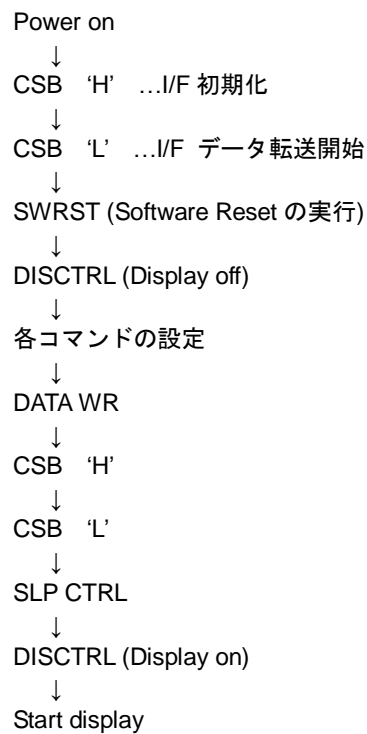 Power on
↓
CSB ‘H’ …I/F 初期化
↓
CSB ‘L’ …I/F データ転送開始
↓
SWRST (Software Reset の実行)
↓
DISCTRL (Display off)
↓
各コマンドの設定
↓
DATA WR
↓
CSB ‘H’
↓
CSB ‘L’
↓
SLP CTRL
↓
DISCTRL (Display on)
↓
Start display